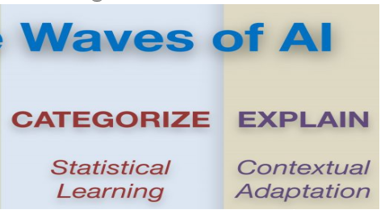 Waves of AI
CATEGORIZE EXPLAIN
Statistical Contextual
Learning Adaptation